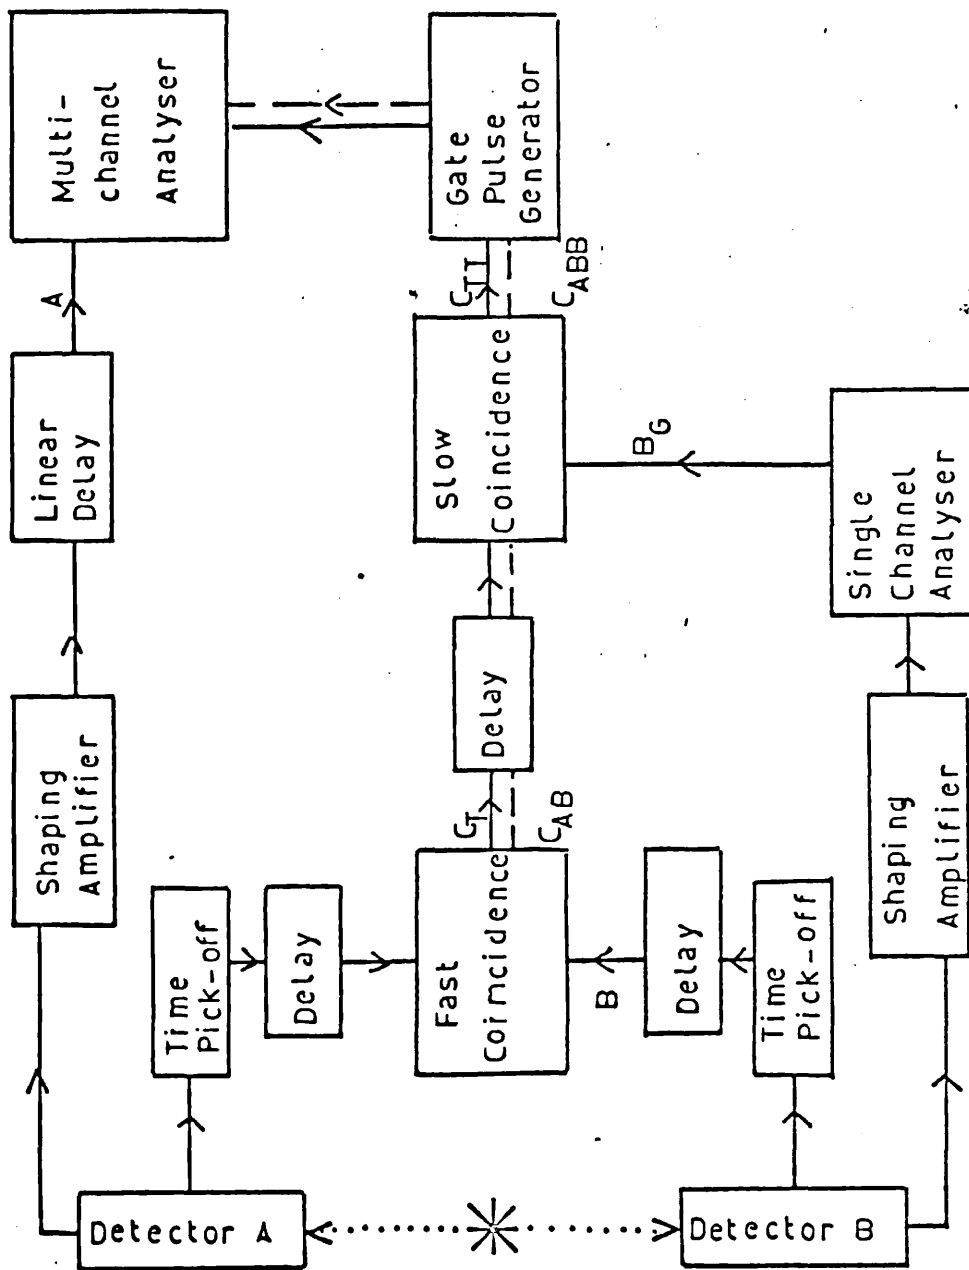 Shaping
Amplifier
Linear
Delay
A
Multi-
channel
Analyser
Detector A
Time
Pick-off
Delay
Fast
Coincidence
C_T
C_AB
Delay
Slow
Coincidence
C_TT
C_ABB
Gate
Pulse
Generator
B
Delay
Time
Pick-off
B_G
Detector B
Shaping
Amplifier
Single
Channel
Analyser